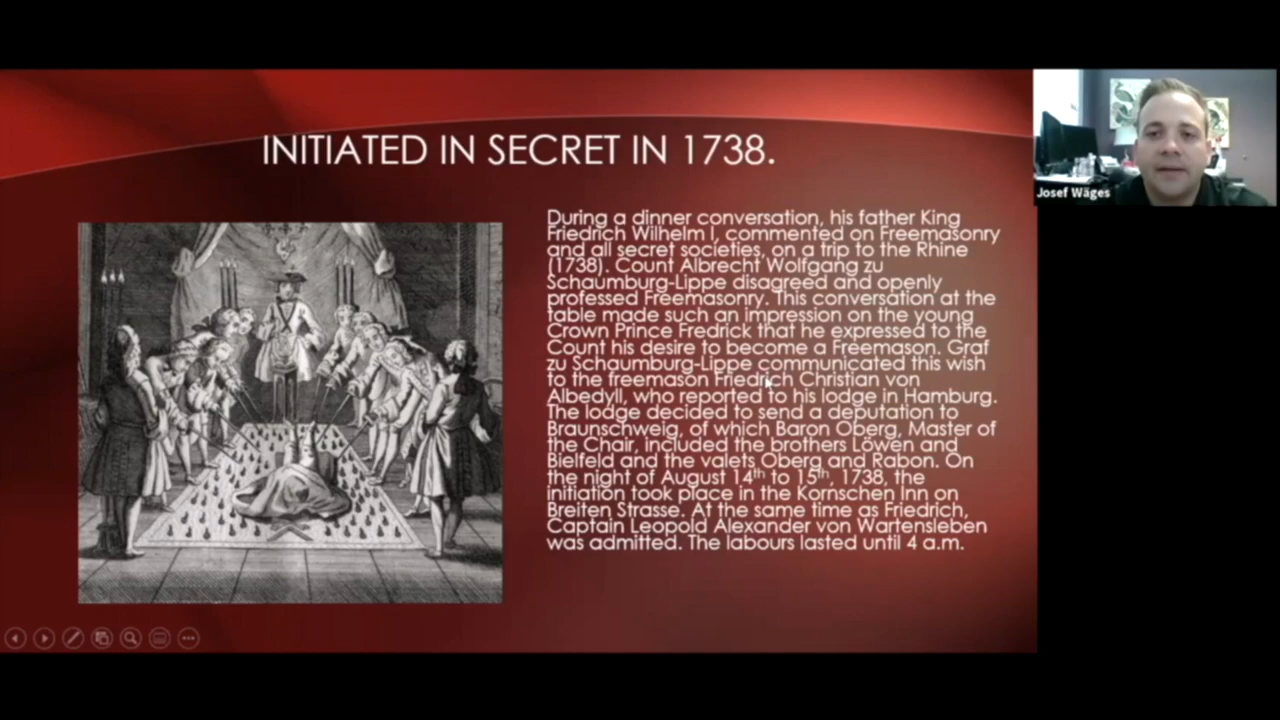 INITIATED IN SECRET IN 1738.
During a dinner conversation, his father King
Friedrich Wilhelm I, commented on Freemasonry
and all secret societies, on a trip to the Rhine
(1738). Count Albrecht Wolfgang zu
Schaumburg-Lippe disagreed and openly
professed Freemasonry. This conversation at the
table made such an impression on the young
Crown Prince Fredrick that he expressed to the
Count his desire to become a Freemason. Graf
zu Schaumburg-Lippe communicated this wish
to the freemason Friedrich Christian von
Albedyll, who reported to his lodge in Hamburg.
The lodge decided to send a deputation to
Braunschweig, of which Baron Oberg, Master of
the Chair, included the brothers Löwen and
Bielfeld and the valets Oberg and Rabon. On
the night of August 14th to 15th, 1738, the
initiation took place in the Kornschen Inn on
Breiten Strasse. At the same time as Friedrich,
Captain Leopold Alexander von Wartensleben
was admitted. The labours lasted until 4 a.m.
Josef Wäges